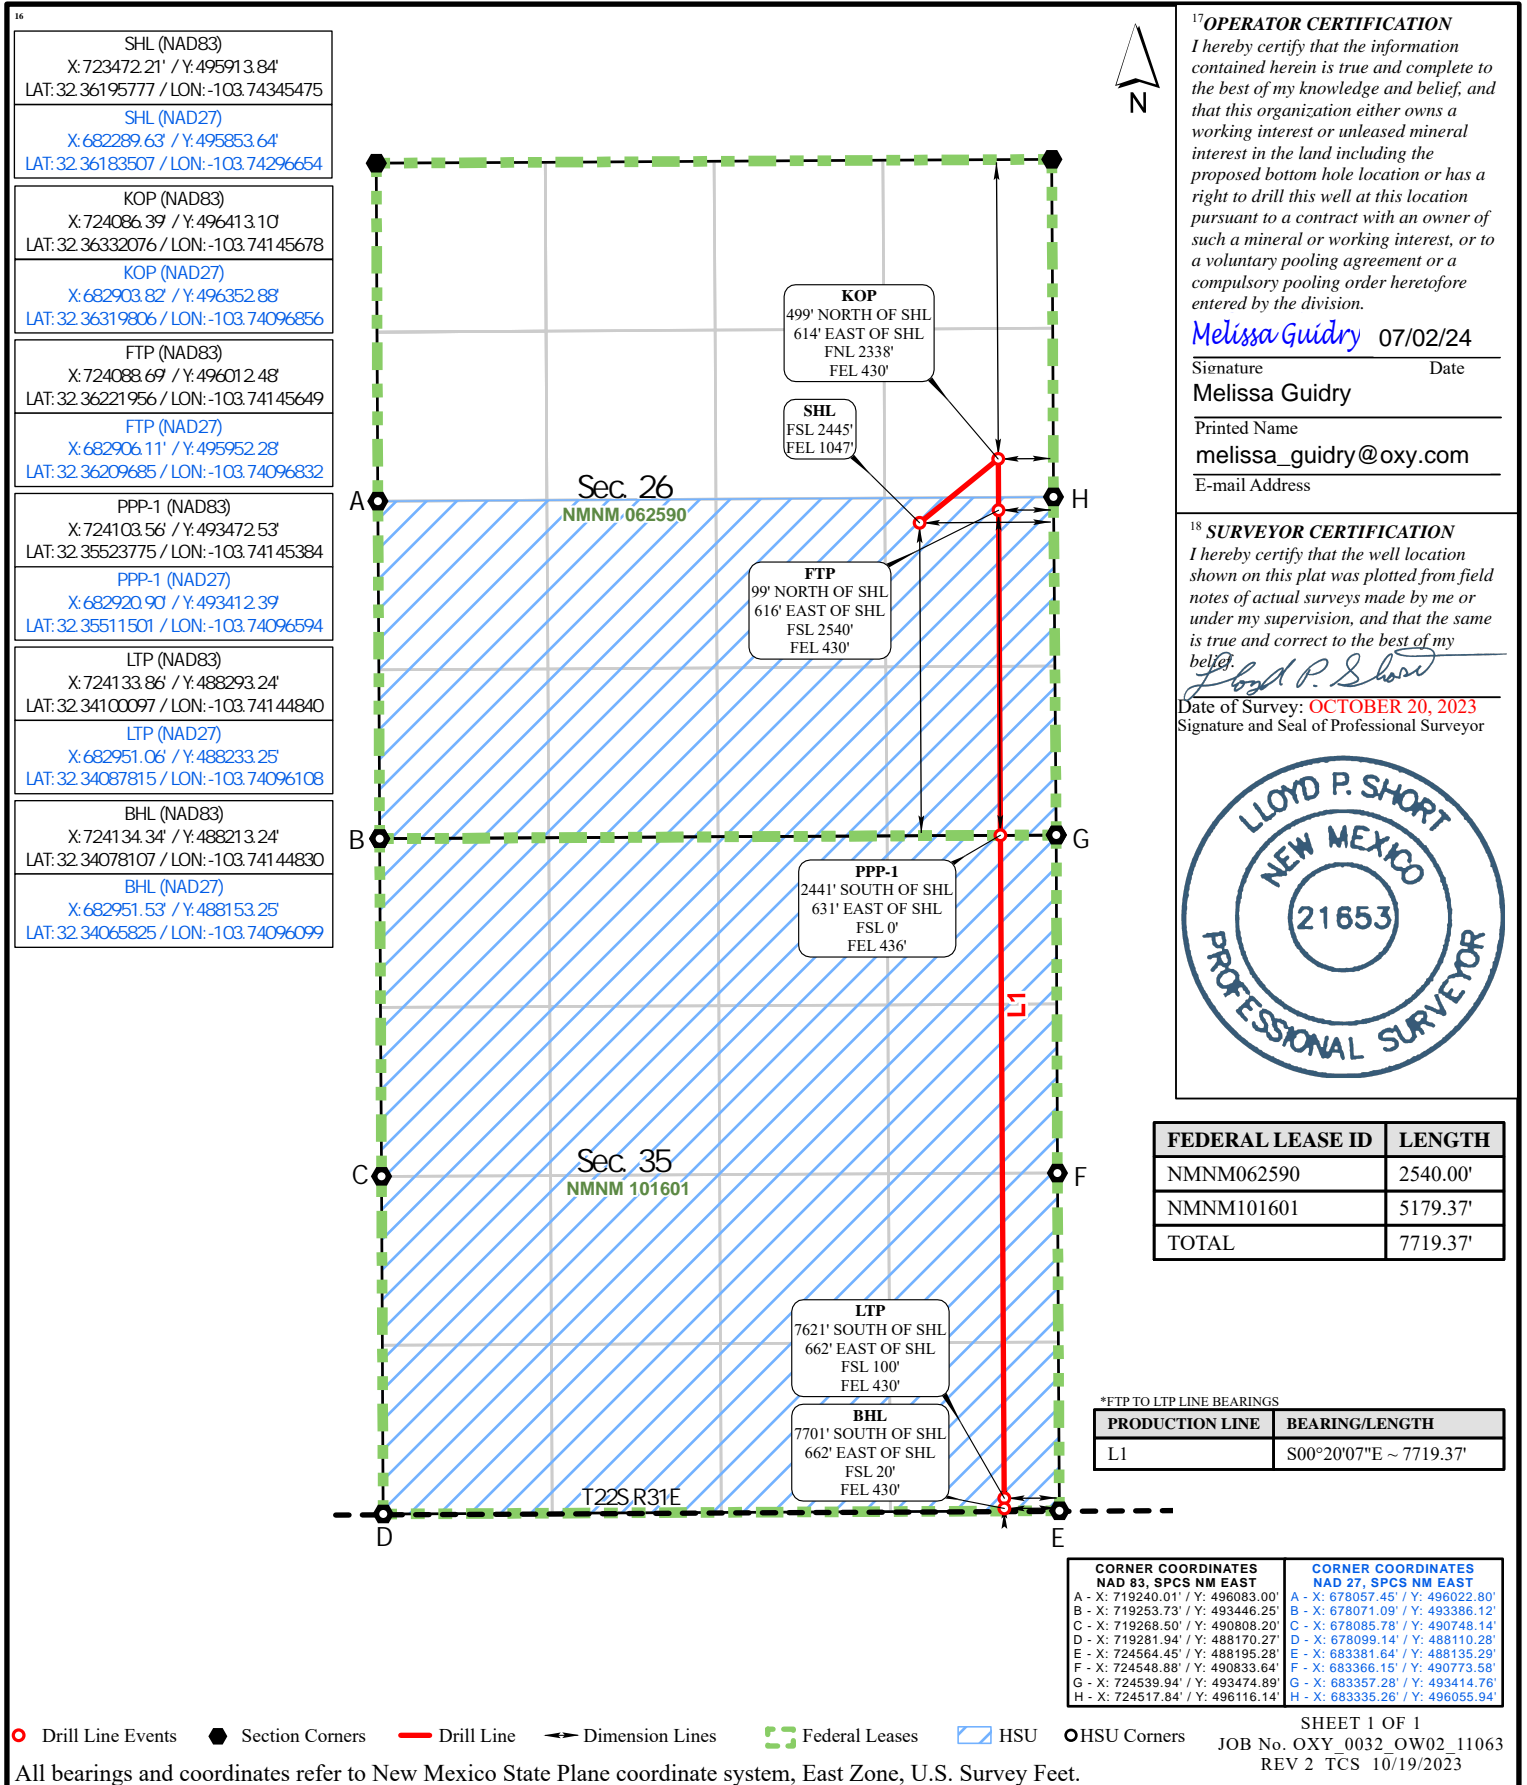 16
SHL (NAD83)
X:723472.21' / Y:495913.84'
LAT:32.36195777 / LON:-103.74345475
SHL (NAD27)
X:682289.63' / Y:495853.64'
LAT:32.36183507 / LON:-103.74296654
KOP (NAD83)
X:724086.39' / Y:496413.10'
LAT:32.36332076 / LON:-103.74145678
KOP (NAD27)
X:682903.82' / Y:496352.88'
LAT:32.36319806 / LON:-103.74096856
FTP (NAD83)
X:724088.69' / Y:496012.48'
LAT:32.36221956 / LON:-103.74145649
FTP (NAD27)
X:682906.11' / Y:495952.28'
LAT:32.36209685 / LON:-103.74096832
PPP-1 (NAD83)
X:724103.56' / Y:493472.53'
LAT:32.35523775 / LON:-103.74145384
PPP-1 (NAD27)
X:682920.90' / Y:493412.39'
LAT:32.35511501 / LON:-103.74096594
LTP (NAD83)
X:724133.86' / Y:488293.24'
LAT:32.34100097 / LON:-103.74144840
LTP (NAD27)
X:682951.06' / Y:488233.25'
LAT:32.34087815 / LON:-103.74096108
BHL (NAD83)
X:724134.34' / Y:488213.24'
LAT:32.34078107 / LON:-103.74144830
BHL (NAD27)
X:682951.53' / Y:488153.25'
LAT:32.34065825 / LON:-103.74096099
N
KOP
499' NORTH OF SHL
614' EAST OF SHL
FNL 2338'
FEL 430'
SHL
FSL 2445'
FEL 1047'
A
Sec. 26
NMNM 062590
H
FTP
99' NORTH OF SHL
616' EAST OF SHL
FSL 2540'
FEL 430'
B
G
PPP-1
2441' SOUTH OF SHL
631' EAST OF SHL
FSL 0'
FEL 436'
L1
C
Sec. 35
NMNM 101601
F
LTP
7621' SOUTH OF SHL
662' EAST OF SHL
FSL 100'
FEL 430'
BHL
7701' SOUTH OF SHL
662' EAST OF SHL
FSL 20'
FEL 430'
T22S R31E
D
E
17 OPERATOR CERTIFICATION
I hereby certify that the information
contained herein is true and complete to
the best of my knowledge and belief, and
that this organization either owns a
working interest or unleased mineral
interest in the land including the
proposed bottom hole location or has a
right to drill this well at this location
pursuant to a contract with an owner of
such a mineral or working interest, or to
a voluntary pooling agreement or a
compulsory pooling order heretofore
entered by the division.
Melissa Guidry 07/02/24
Signature Date
Melissa Guidry
Printed Name
melissa_guidry@oxy.com
E-mail Address
18 SURVEYOR CERTIFICATION
I hereby certify that the well location
shown on this plat was plotted from field
notes of actual surveys made by me or
under my supervision, and that the same
is true and correct to the best of my
belief.
Lloyd P. Short
Date of Survey: OCTOBER 20, 2023
Signature and Seal of Professional Surveyor
LLOYD P. SHORT
NEW MEXICO
21653
PROFESSIONAL SURVEYOR
FEDERAL LEASE ID LENGTH
NMNM062590 2540.00'
NMNM101601 5179.37'
TOTAL 7719.37'
*FTP TO LTP LINE BEARINGS
PRODUCTION LINE BEARING/LENGTH
L1 S00°20'07"E ~ 7719.37'
CORNER COORDINATES
NAD 83, SPCS NM EAST
A - X: 719240.01' / Y: 496083.00'
B - X: 719253.73' / Y: 493446.25'
C - X: 719268.50' / Y: 490808.20'
D - X: 719281.94' / Y: 488170.27'
E - X: 724564.45' / Y: 488195.28'
F - X: 724548.88' / Y: 490833.64'
G - X: 724539.94' / Y: 493474.89'
H - X: 724517.84' / Y: 496116.14'
CORNER COORDINATES
NAD 27, SPCS NM EAST
A - X: 678057.45' / Y: 496022.80'
B - X: 678071.09' / Y: 493386.12'
C - X: 678085.78' / Y: 490748.14'
D - X: 678099.14' / Y: 488110.28'
E - X: 683381.64' / Y: 488135.29'
F - X: 683366.15' / Y: 490773.58'
G - X: 683357.28' / Y: 493414.76'
H - X: 683335.26' / Y: 496055.94'
Drill Line Events Section Corners Drill Line Dimension Lines Federal Leases HSU HSU Corners
SHEET 1 OF 1
JOB No. OXY_0032_OW02_11063
REV 2 TCS 10/19/2023
All bearings and coordinates refer to New Mexico State Plane coordinate system, East Zone, U.S. Survey Feet.